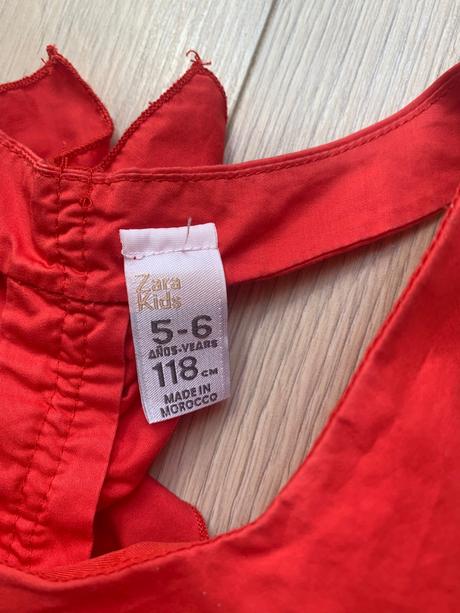 Zara
Kids
5-6
AÑOS-YEARS
118 CM
MADE IN
MOROCCO